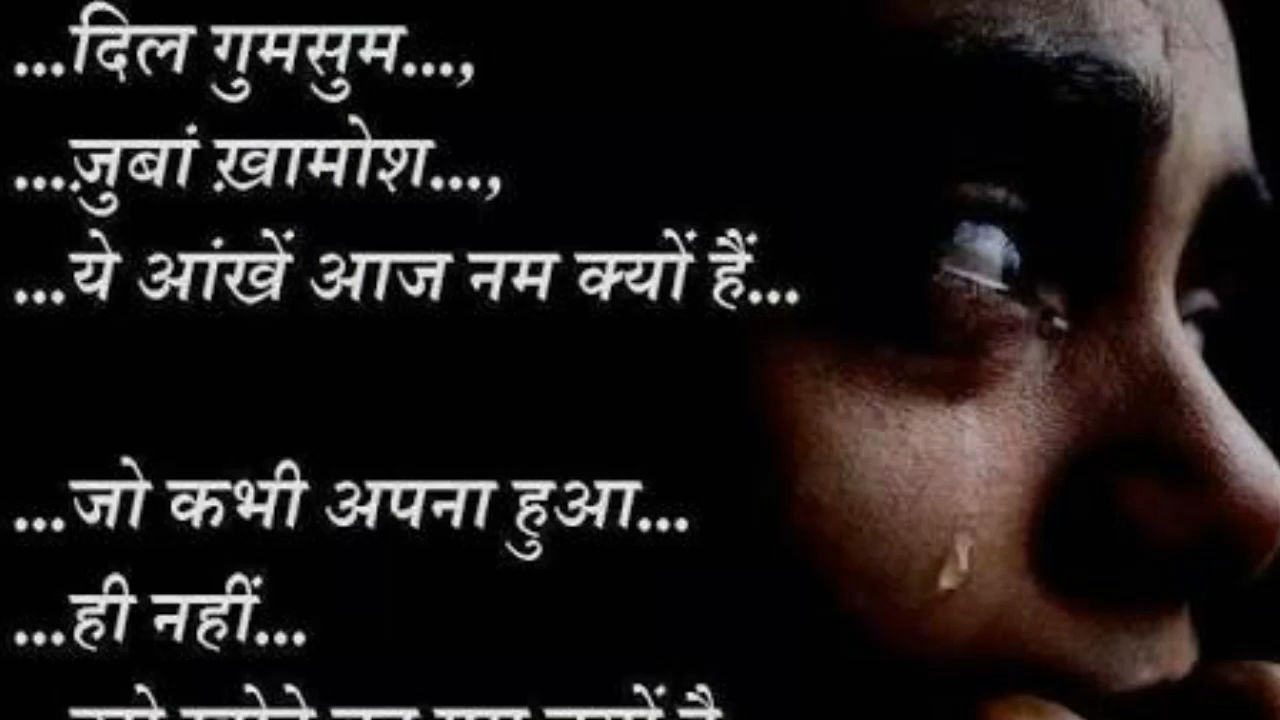 ...दिल गुमसुम...,
...ज़ुबां ख़ामोश...,
...ये आंखें आज नम क्यों हैं...
...जो कभी अपना हुआ...
...ही नहीं...